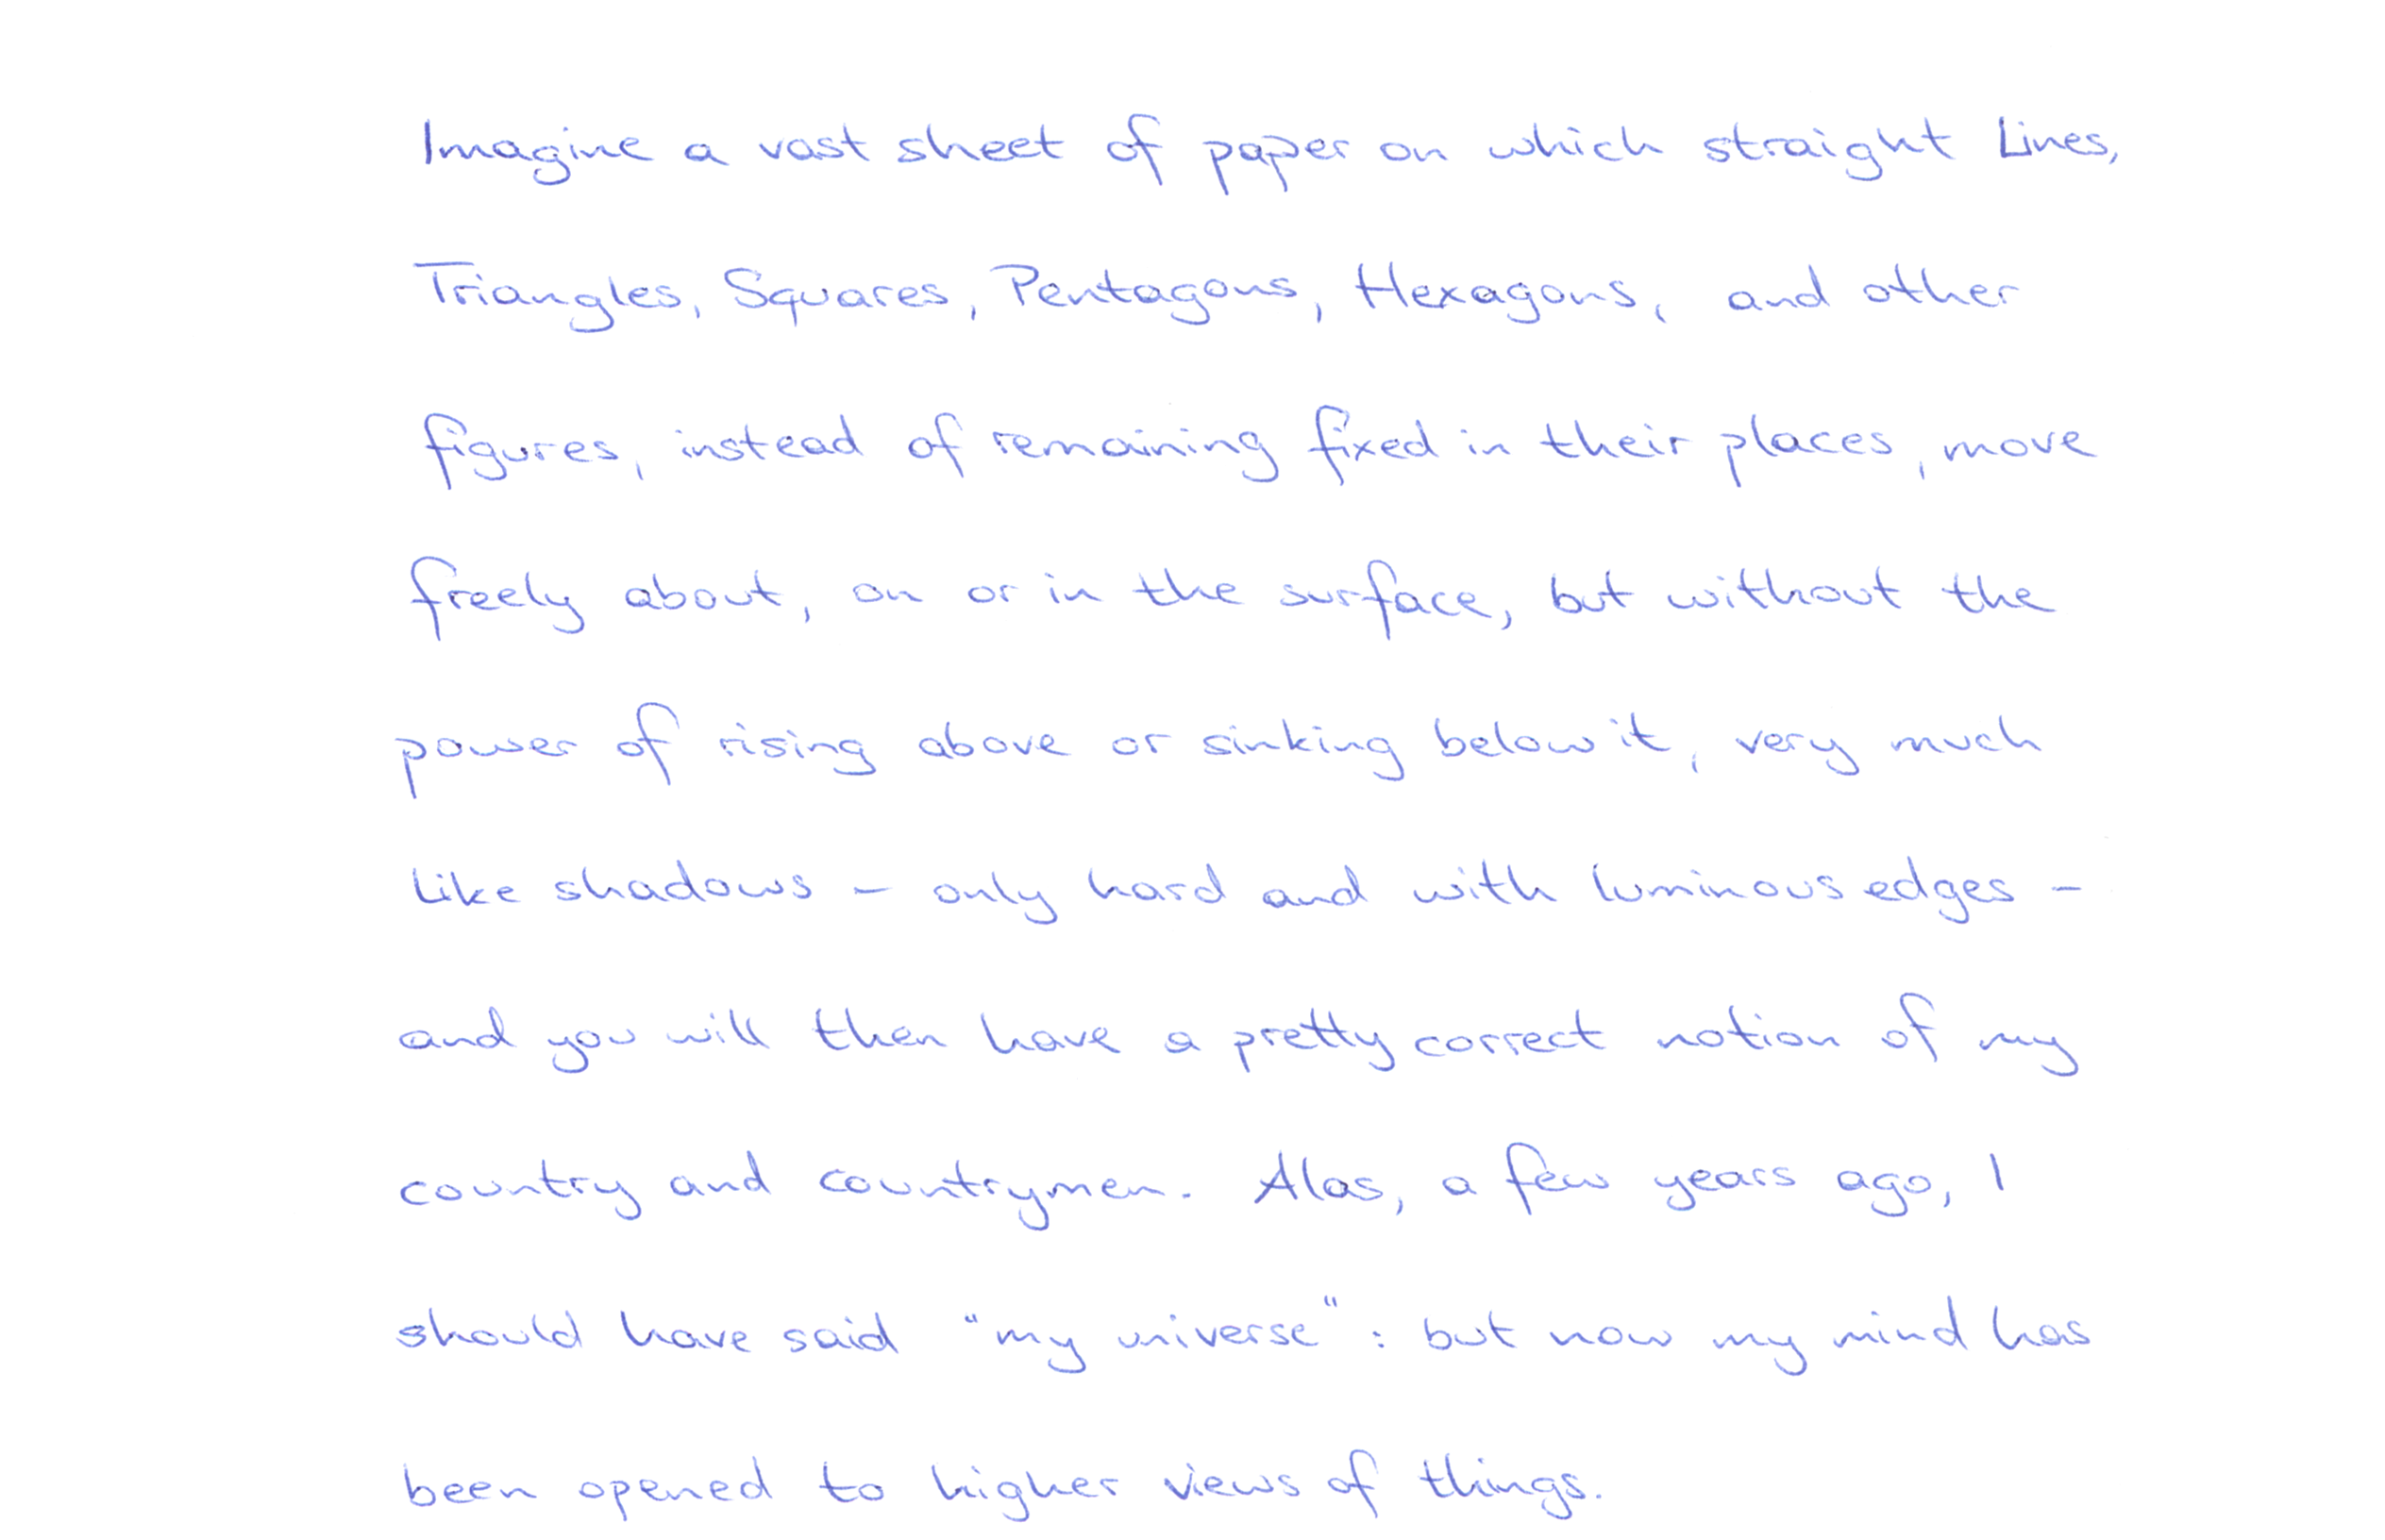 Imagine a vast sheet of paper on which straight Lines,
Triangles, Squares, Pentagons, Hexagons, and other
figures, instead of remaining fixed in their places, move
freely about, on or in the surface, but without the
power of rising above or sinking below it, very much
like shadows - only hard and with luminous edges -
and you will then have a pretty correct notion of my
country and countrymen. Alas, a few years ago, I
should have said "my universe": but now my mind has
been opened to higher views of things.